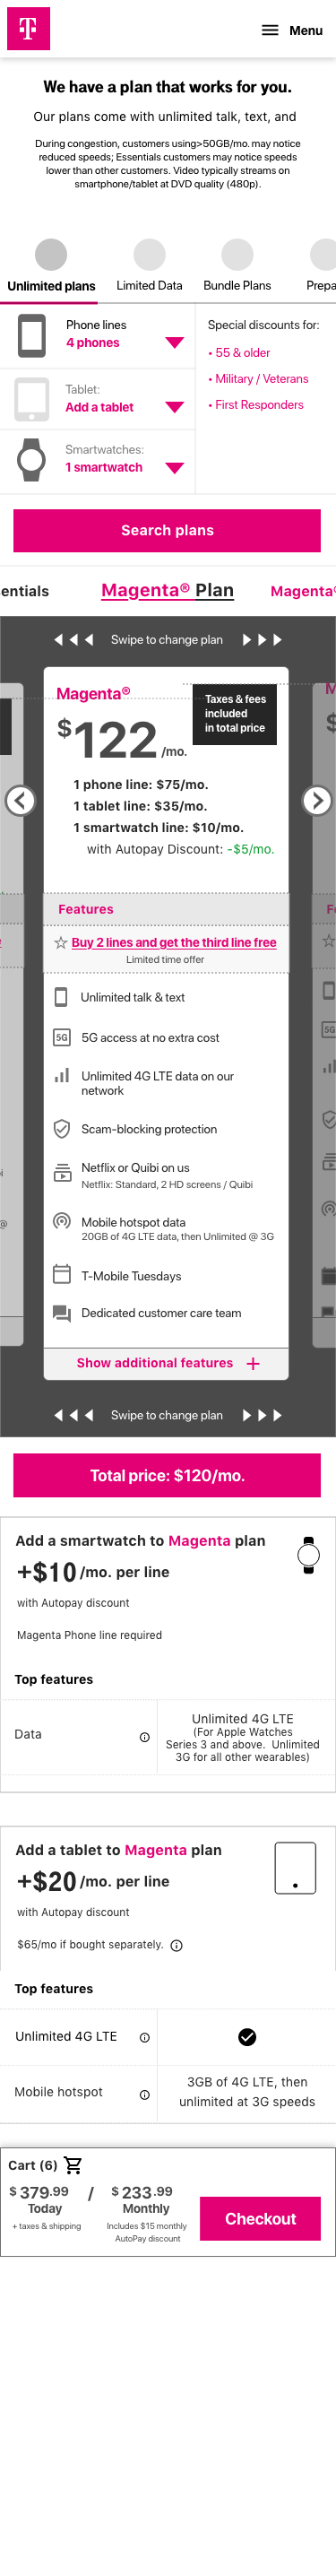 T
Menu
We have a plan that works for you.
Our plans come with unlimited talk, text, and
During congestion, customers using>50GB/mo. may notice
reduced speeds; Essentials customers may notice speeds
lower than other customers. Video typically streams on
smartphone/tablet at DVD quality (480p).
Unlimited plans
Limited Data
Bundle Plans
Prepa
Phone lines
4 phones
Tablet:
Add a tablet
Smartwatches:
1 smartwatch
Special discounts for:
• 55 & older
• Military / Veterans
• First Responders
Search plans
entials
Magenta® Plan
Magenta®
Swipe to change plan
Magenta®
Taxes & fees
included
in total price
$122/mo.
1 phone line: $75/mo.
1 tablet line: $35/mo.
1 smartwatch line: $10/mo.
with Autopay Discount: -$5/mo.
Features
Buy 2 lines and get the third line free
Limited time offer
Unlimited talk & text
5G
5G access at no extra cost
Unlimited 4G LTE data on our
network
Scam-blocking protection
Netflix or Quibi on us
Netflix: Standard, 2 HD screens / Quibi
Mobile hotspot data
20GB of 4G LTE data, then Unlimited @ 3G
T-Mobile Tuesdays
Dedicated customer care team
Show additional features +
Swipe to change plan
Total price: $120/mo.
Add a smartwatch to Magenta plan
+$10/mo. per line
with Autopay discount
Magenta Phone line required
Top features
Data
Unlimited 4G LTE
(For Apple Watches
Series 3 and above. Unlimited
3G for all other wearables)
Add a tablet to Magenta plan
+$20/mo. per line
with Autopay discount
$65/mo if bought separately.
Top features
Unlimited 4G LTE
Mobile hotspot
3GB of 4G LTE, then
unlimited at 3G speeds
Cart (6)
$379.99 / $233.99
Today
Monthly
+ taxes & shipping
Includes $15 monthly
AutoPay discount
Checkout